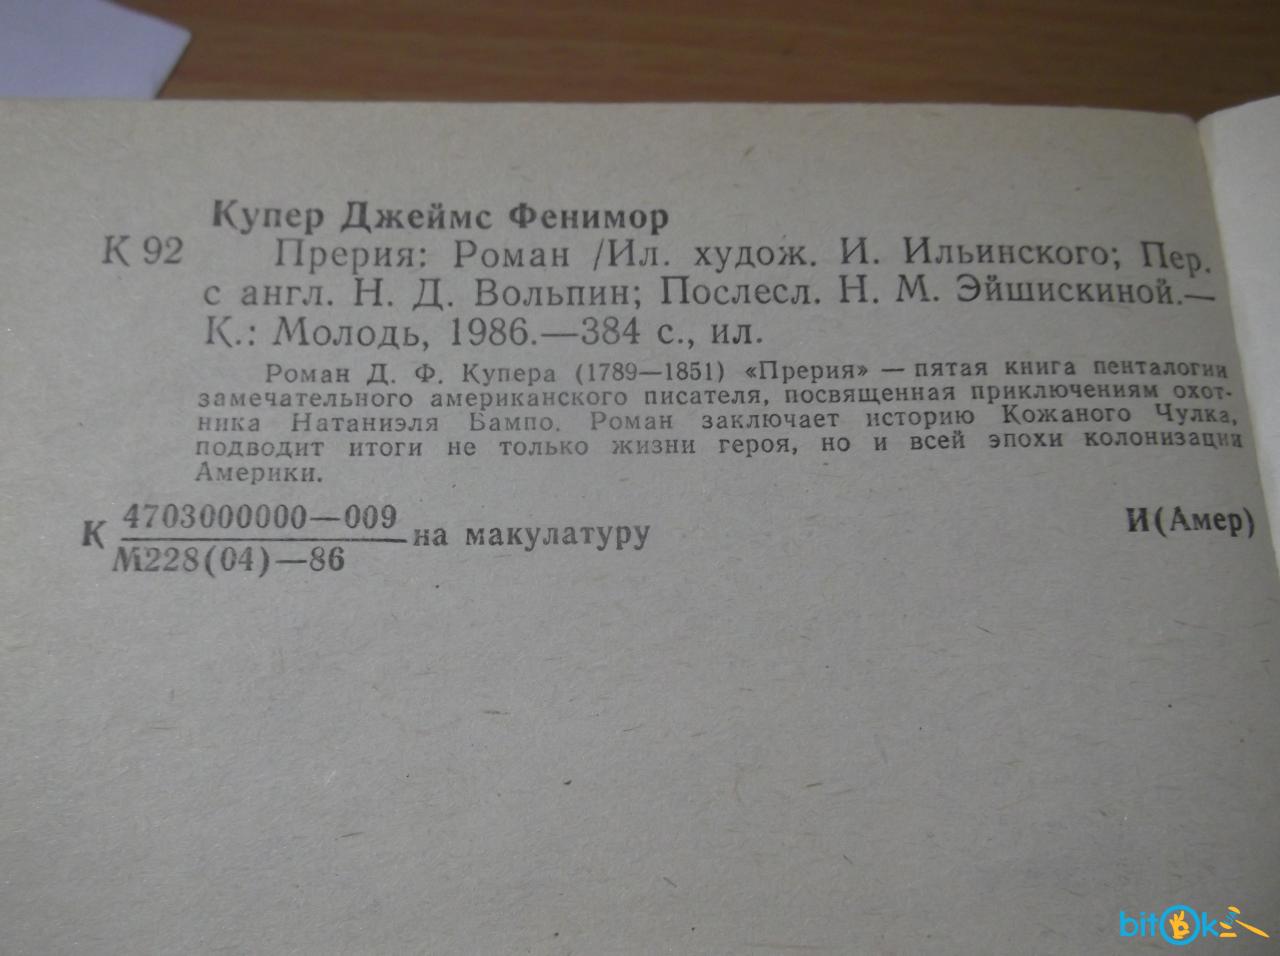 Купер Джеймс Фенимор
К 92 Прерия: Роман /Ил. худож. И. Ильинского; Пер.
с англ. Н. Д. Вольпин; Послесл. Н. М. Эйшискиной.—
К.: Молодь, 1986.—384 с., ил.
Роман Д. Ф. Купера (1789—1851) «Прерия» — пятая книга пенталогии
замечательного американского писателя, посвященная приключениям охот-
ника Натаниэля Бампо. Роман заключает историю Кожаного Чулка,
подводит итоги не только жизни героя, но и всей эпохи колонизации
Америки.
К 4703000000—009
М228(04)—86
на макулатуру
И(Амер)
bitOk